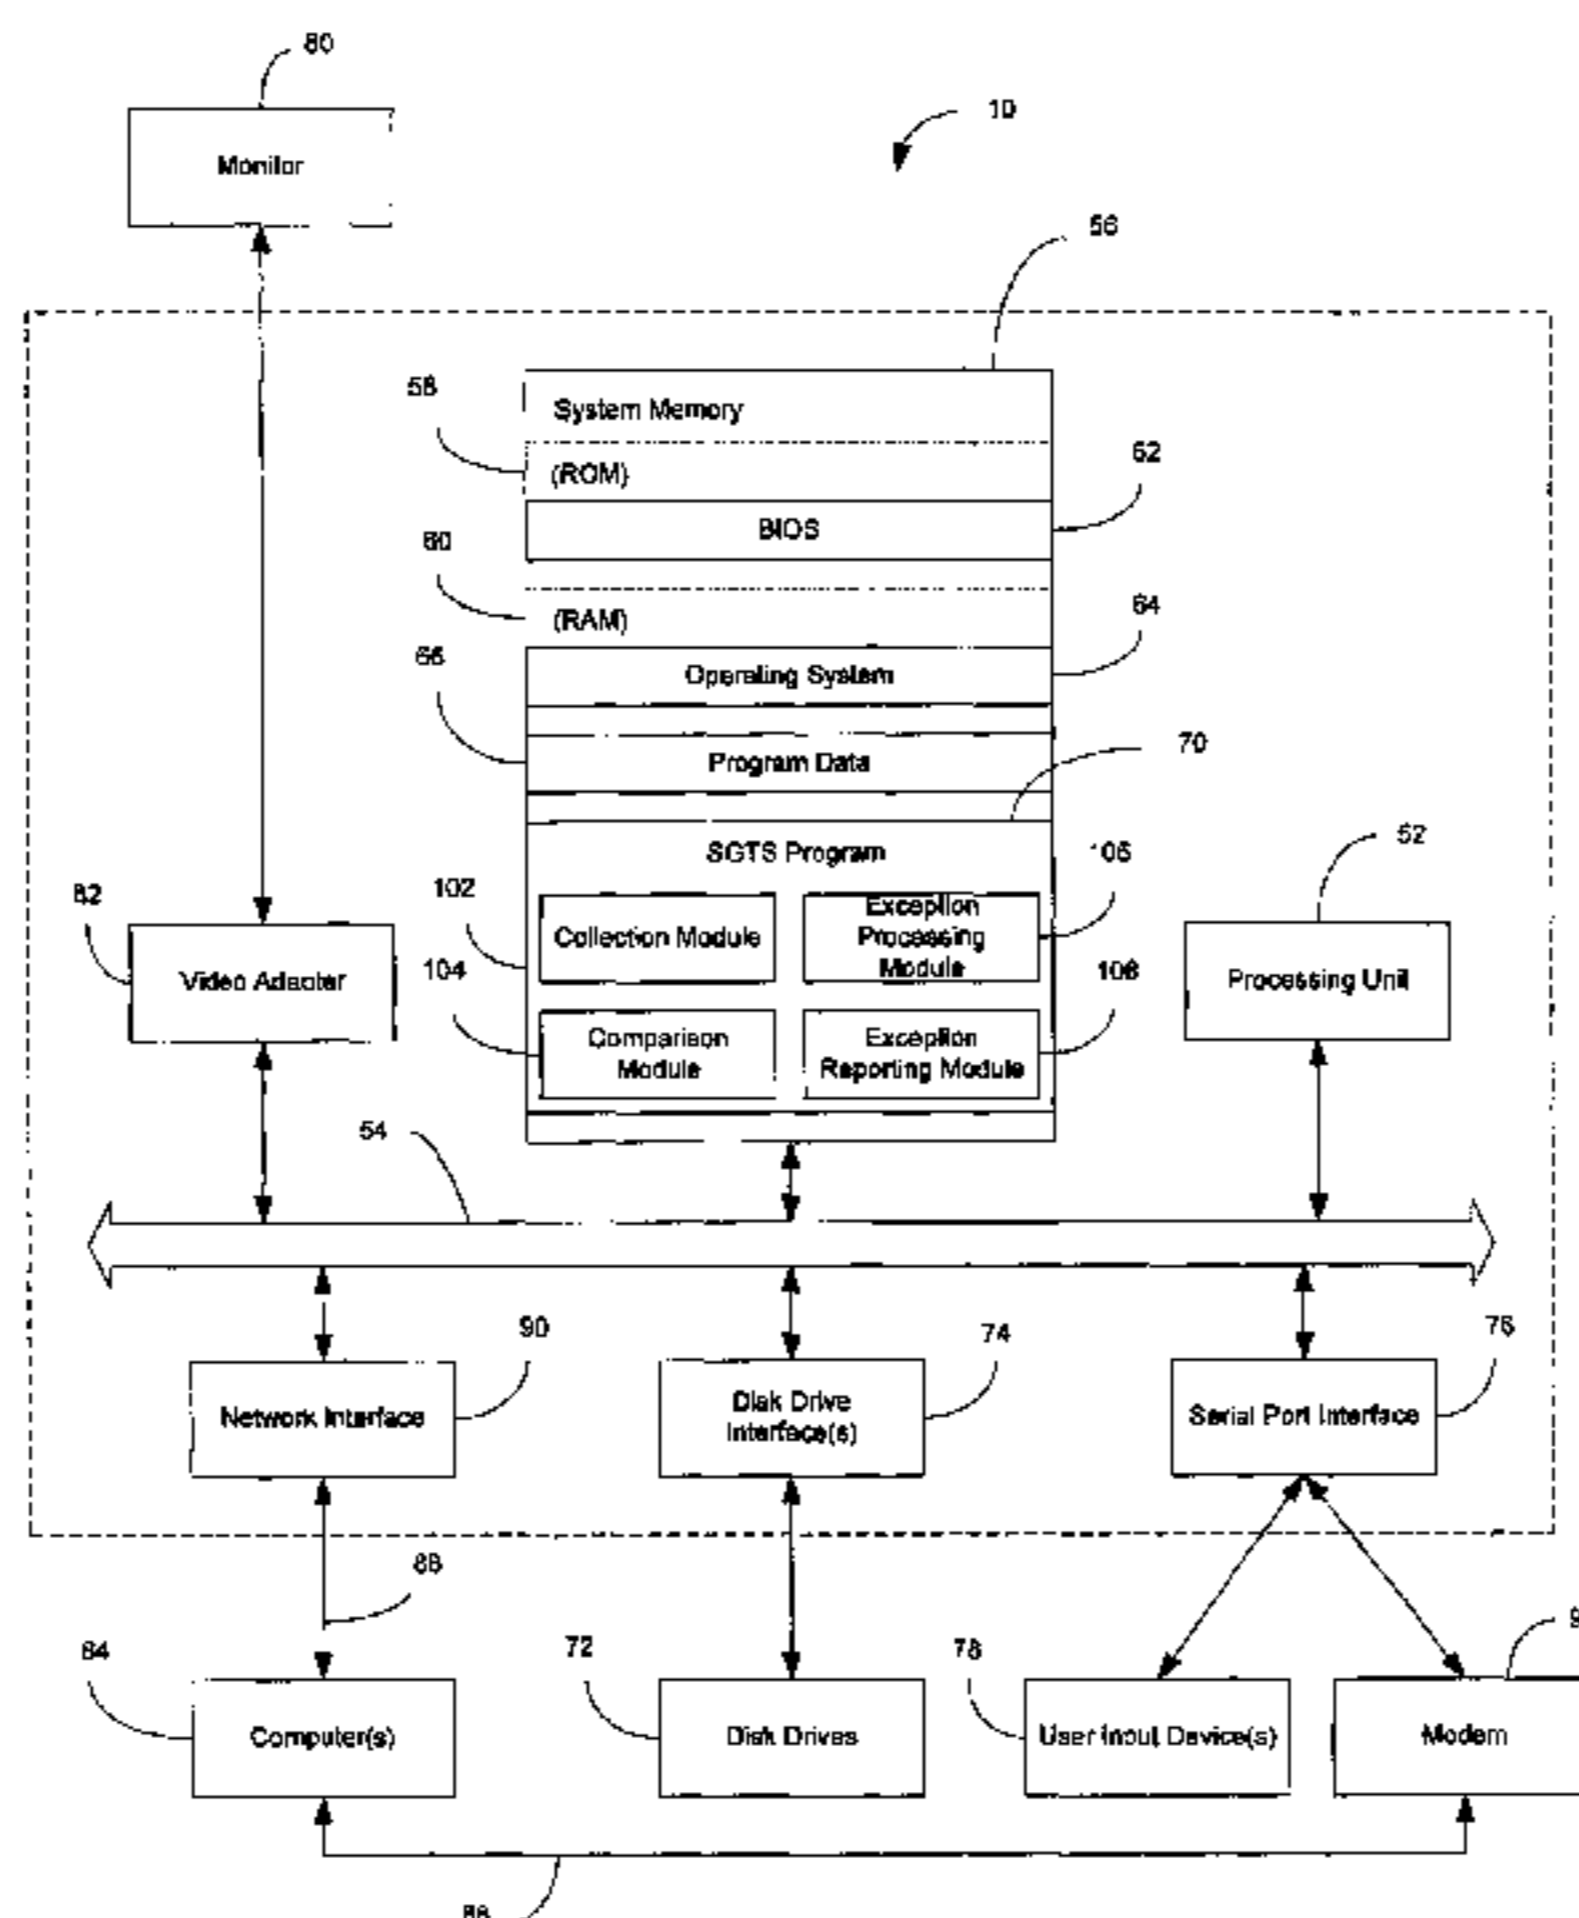 80
10
Monitor
56
58
System Memory
(ROM)
62
BIOS
60
(RAM)
64
66
Operating System
70
Program Data
52
SGTS Program
82
102
106
Collection Module
Exception
Processing
Module
Video Adapter
104
108
Processing Unit
Comparison
Module
Exception
Reporting Module
54
90
74
76
Network Interface
Disk Drive
Interface(s)
Serial Port Interface
88
84
72
78
Computer(s)
Disk Drives
User Input Device(s)
Modem